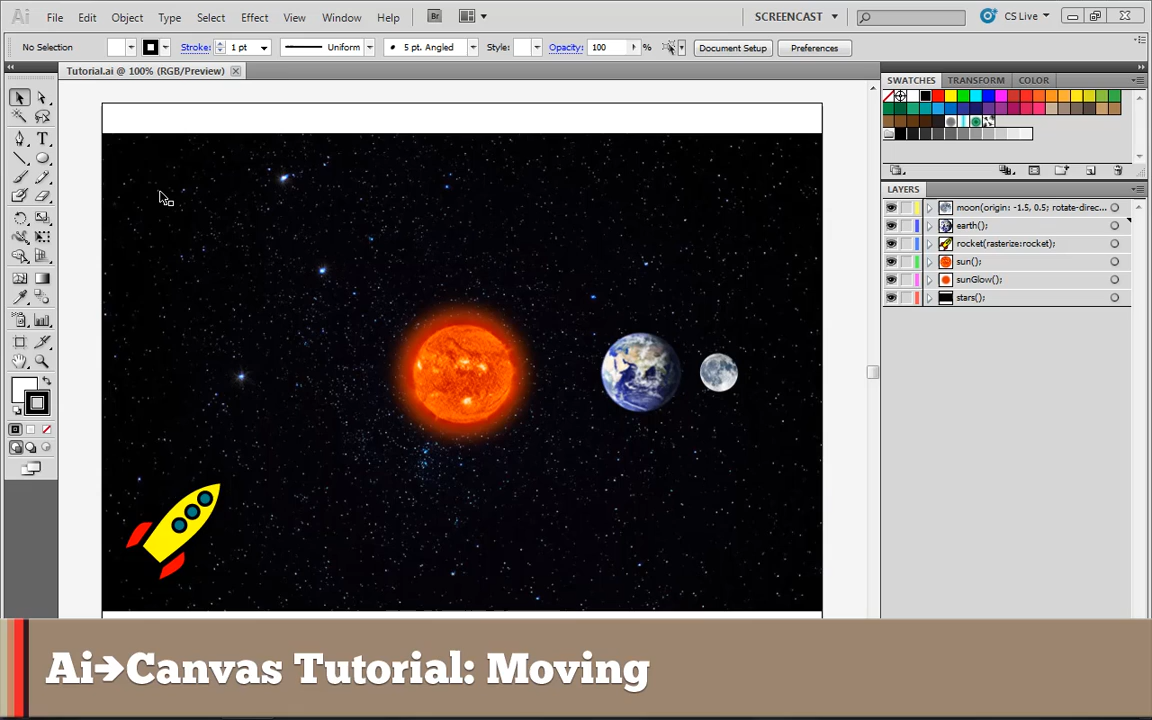 Ai File Edit Object Type Select Effect View Window Help Br SCREENCAST CS Live
No Selection Stroke: 1 pt Uniform 5 pt. Angled Style: Opacity: 100 % Document Setup Preferences
Tutorial.ai @ 100% (RGB/Preview)
SWATCHES TRANSFORM COLOR
LAYERS
moon(origin: -1.5, 0.5; rotate-direc...
earth();
rocket(rasterize:rocket);
sun();
sunGlow();
stars();
Ai→Canvas Tutorial: Moving